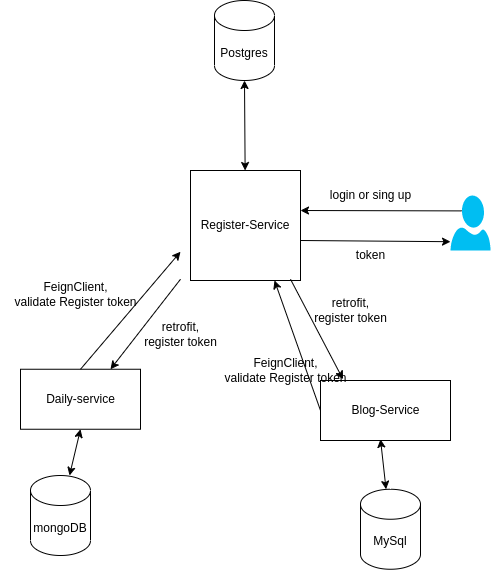 Postgres
login or sing up
Register-Service
token
FeignClient,
validate Register token
retrofit,
register token
retrofit,
register token
FeignClient,
validate Register token
Daily-service
Blog-Service
mongoDB
MySql